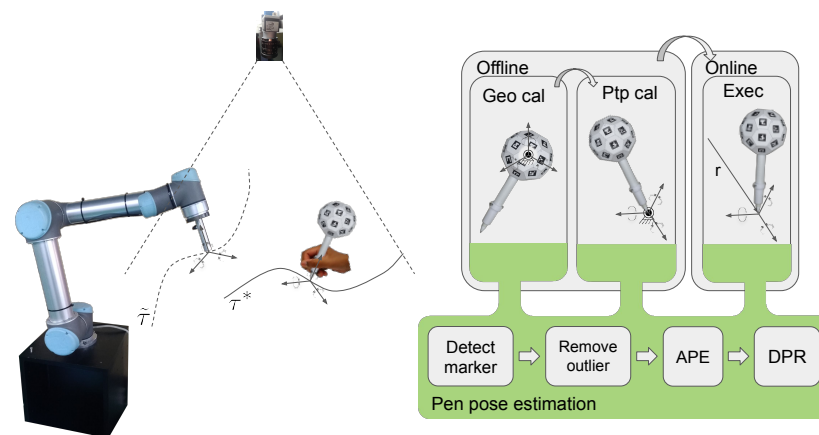 τ̃
τ*
Offline
Online
Geo cal
Ptp cal
Exec
r
Detect
marker
Remove
outlier
APE
DPR
Pen pose estimation